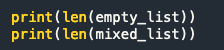 print(len(empty_list))
print(len(mixed_list))